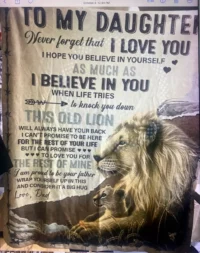 TO MY DAUGHTER
Never forget that I LOVE YOU
I HOPE YOU BELIEVE IN YOURSELF
AS MUCH AS
I BELIEVE IN YOU
WHEN LIFE TRIES
to knock you down
THIS OLD LION
WILL ALWAYS HAVE YOUR BACK
I CAN'T PROMISE TO BE HERE
FOR THE REST OF YOUR LIFE
BUT I CAN PROMISE ♥♥♥
♥♥♥ TO LOVE YOU FOR
THE REST OF MINE
I am proud to be your father
WRAP YOURSELF UP IN THIS
AND CONSIDER IT A BIG HUG
Love, Dad